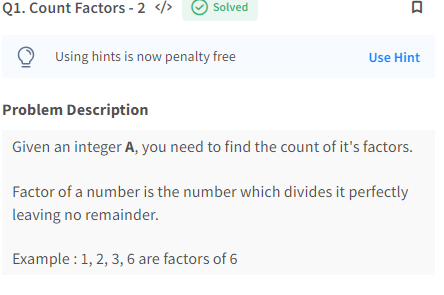 Q1. Count Factors - 2 </> Solved
Using hints is now penalty free Use Hint
Problem Description
Given an integer A, you need to find the count of it's factors.
Factor of a number is the number which divides it perfectly
leaving no remainder.
Example : 1, 2, 3, 6 are factors of 6